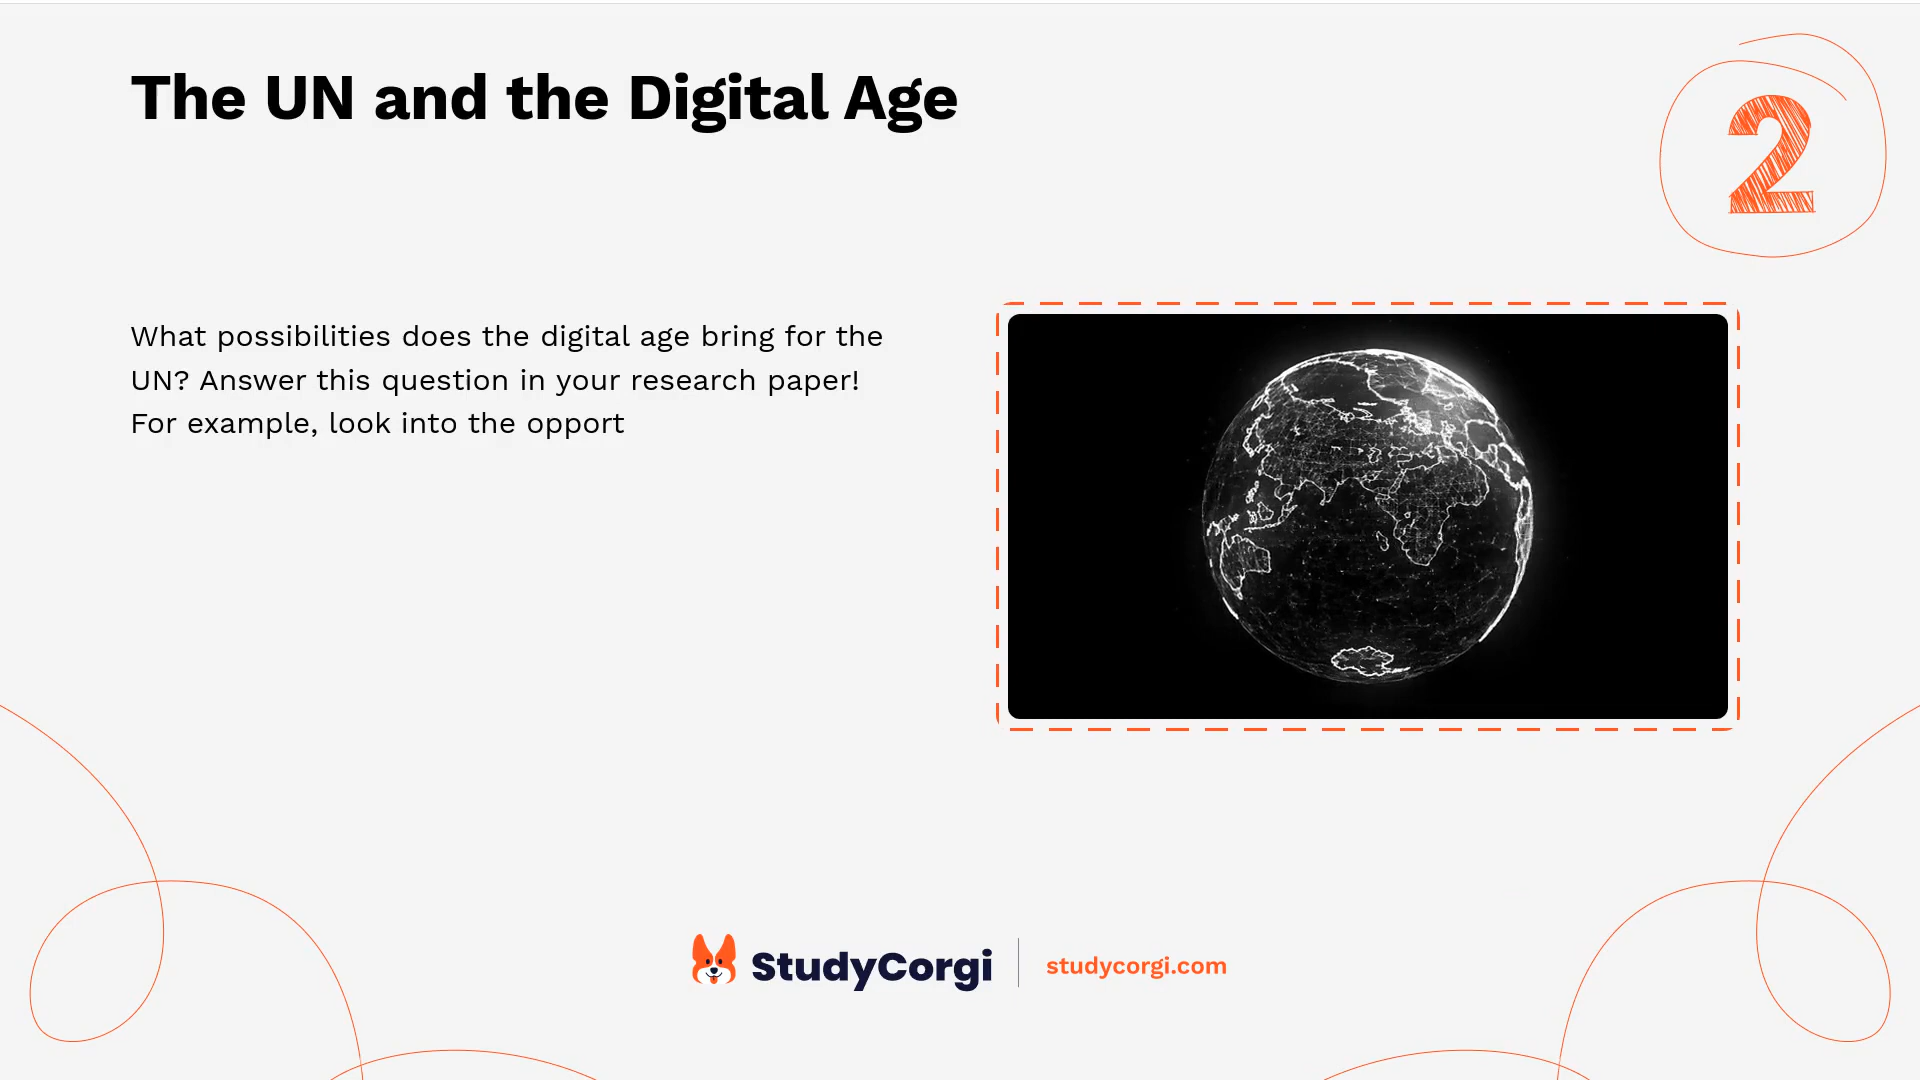 The UN and the Digital Age
2
What possibilities does the digital age bring for the
UN? Answer this question in your research paper!
For example, look into the opport
StudyCorgi
studycorgi.com